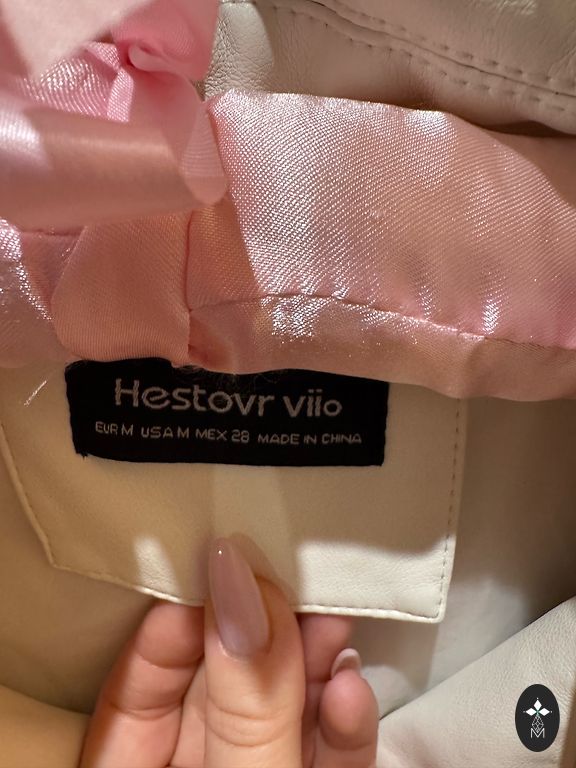 Hestovr viio
EUR M USA M MEX 28 MADE IN CHINA
M